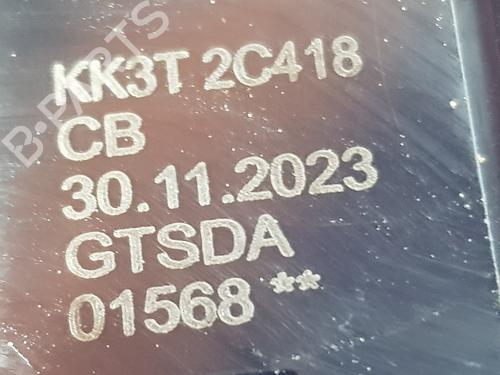 KK3T 2C418
CB
30.11.2023
GTSDA
01568 **
B-PARTS